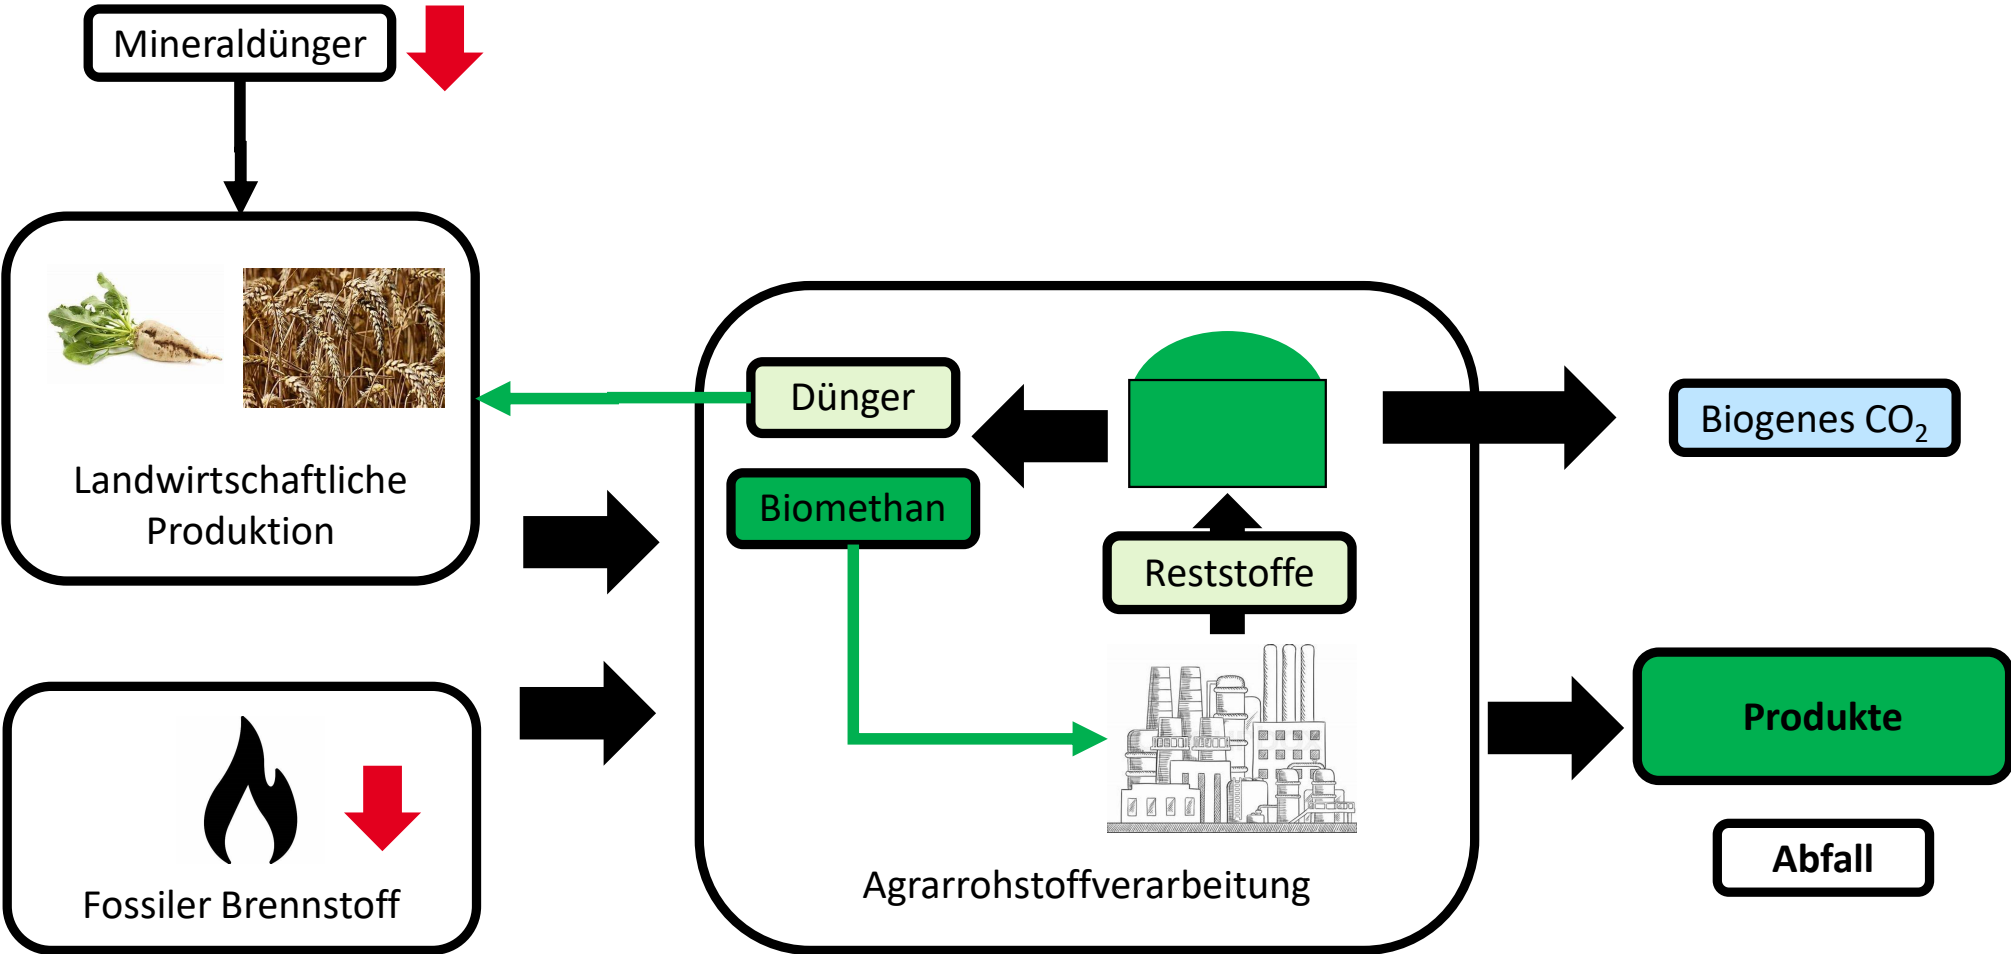 Mineraldünger
Landwirtschaftliche
Produktion
Fossiler Brennstoff
Dünger
Biomethan
Reststoffe
Agrarrohstoffverarbeitung
Biogenes CO₂
Produkte
Abfall